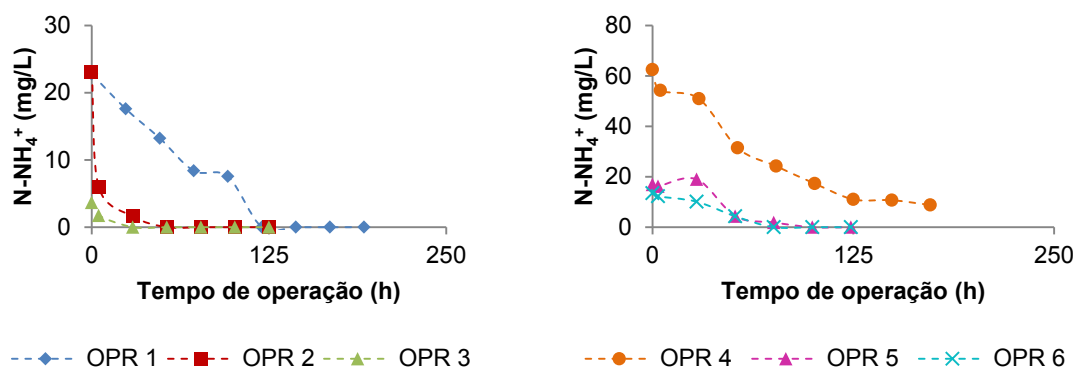 N-NH₄⁺ (mg/L)
30
20
10
0
0 125 250
Tempo de operação (h)
OPR 1 OPR 2 OPR 3
N-NH₄⁺ (mg/L)
80
60
40
20
0
0 125 250
Tempo de operação (h)
OPR 4 OPR 5 OPR 6